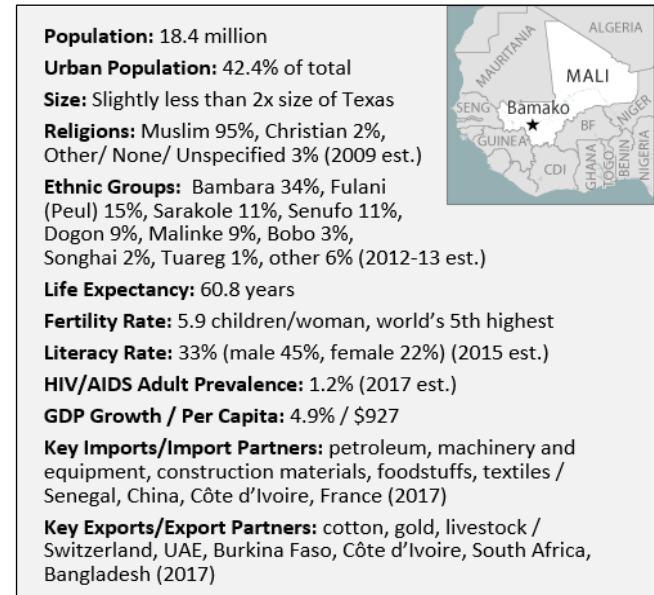 Population: 18.4 million
Urban Population: 42.4% of total
Size: Slightly less than 2x size of Texas
Religions: Muslim 95%, Christian 2%,
Other/ None/ Unspecified 3% (2009 est.)
Ethnic Groups:  Bambara 34%, Fulani
(Peul) 15%, Sarakole 11%, Senufo 11%,
Dogon 9%, Malinke 9%, Bobo 3%,
Songhai 2%, Tuareg 1%, other 6% (2012-13 est.)
Life Expectancy: 60.8 years
Fertility Rate: 5.9 children/woman, world’s 5th highest
Literacy Rate: 33% (male 45%, female 22%) (2015 est.)
HIV/AIDS Adult Prevalence: 1.2% (2017 est.)
GDP Growth / Per Capita: 4.9% / $927
Key Imports/Import Partners: petroleum, machinery and
equipment, construction materials, foodstuffs, textiles /
Senegal, China, Côte d’Ivoire, France (2017)
Key Exports/Export Partners: cotton, gold, livestock /
Switzerland, UAE, Burkina Faso, Côte d’Ivoire, South Africa,
Bangladesh (2017)
ALGERIA
MAURITANIA
MALI
SENG
Bamako
NIGER
BF
GUINEA
CDI
GHANA
TOGO
BENIN
NIGERIA